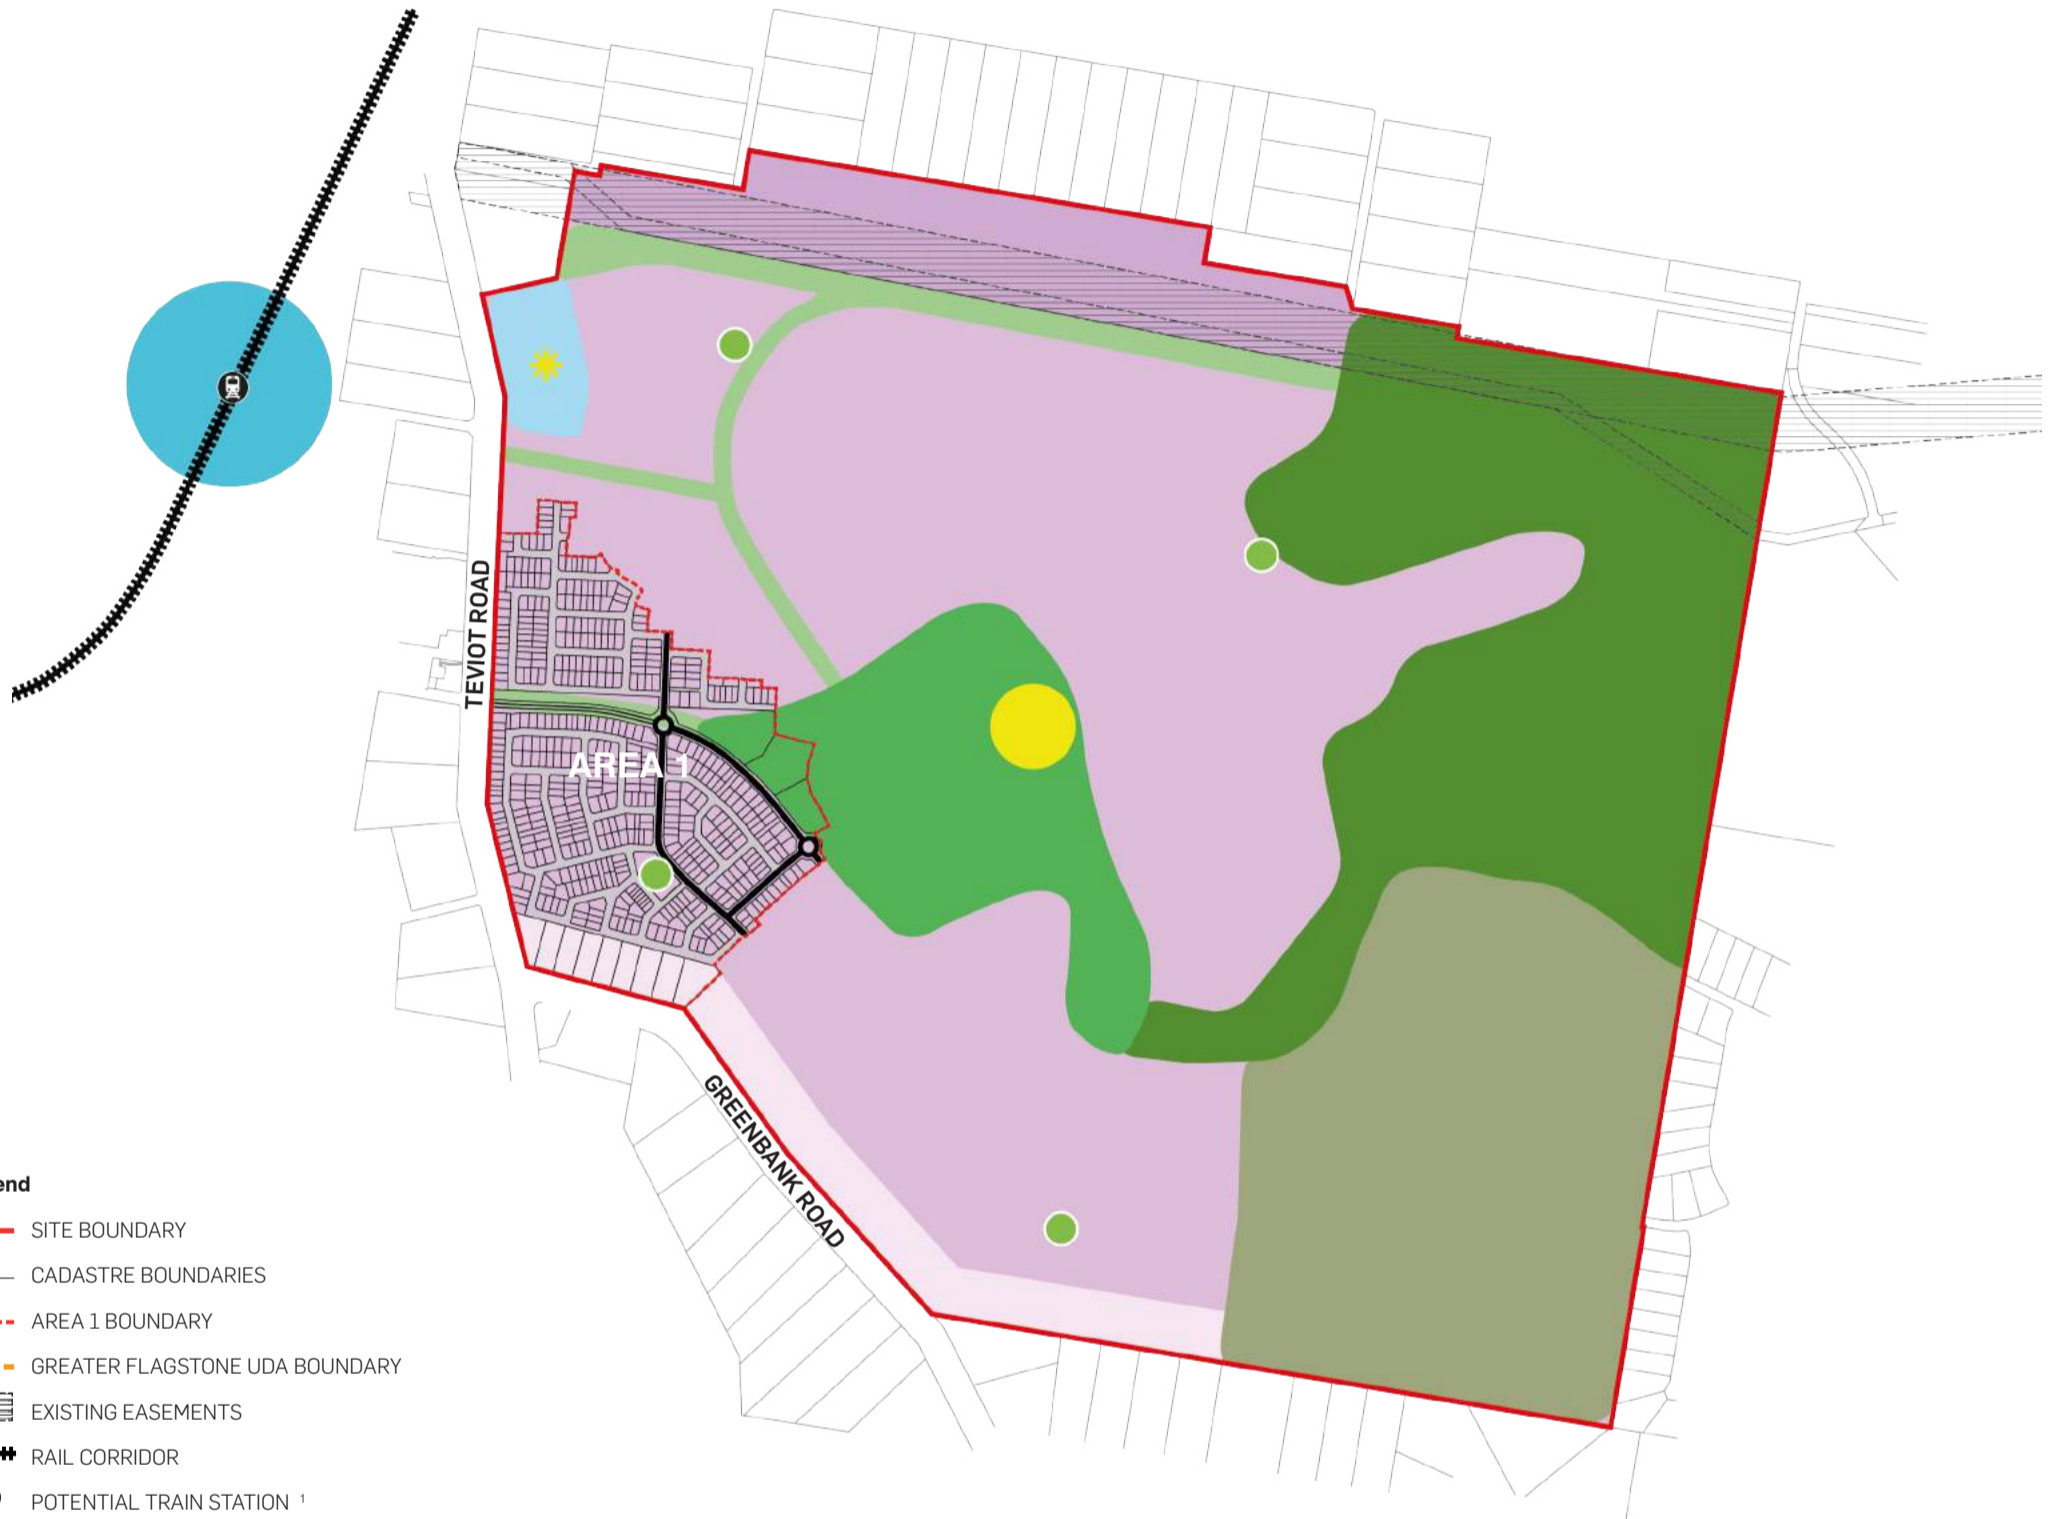 TEVIOT ROAD
AREA 1
GREENBANK ROAD
end
SITE BOUNDARY
CADASTRE BOUNDARIES
AREA 1 BOUNDARY
GREATER FLAGSTONE UDA BOUNDARY
EXISTING EASEMENTS
RAIL CORRIDOR
POTENTIAL TRAIN STATION 1